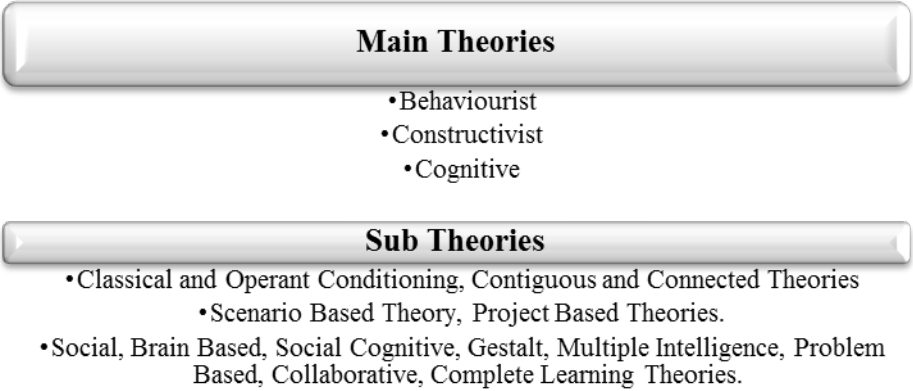 Main Theories
•Behaviourist
•Constructivist
•Cognitive
Sub Theories
•Classical and Operant Conditioning, Contiguous and Connected Theories
•Scenario Based Theory, Project Based Theories.
•Social, Brain Based, Social Cognitive, Gestalt, Multiple Intelligence, Problem
Based, Collaborative, Complete Learning Theories.